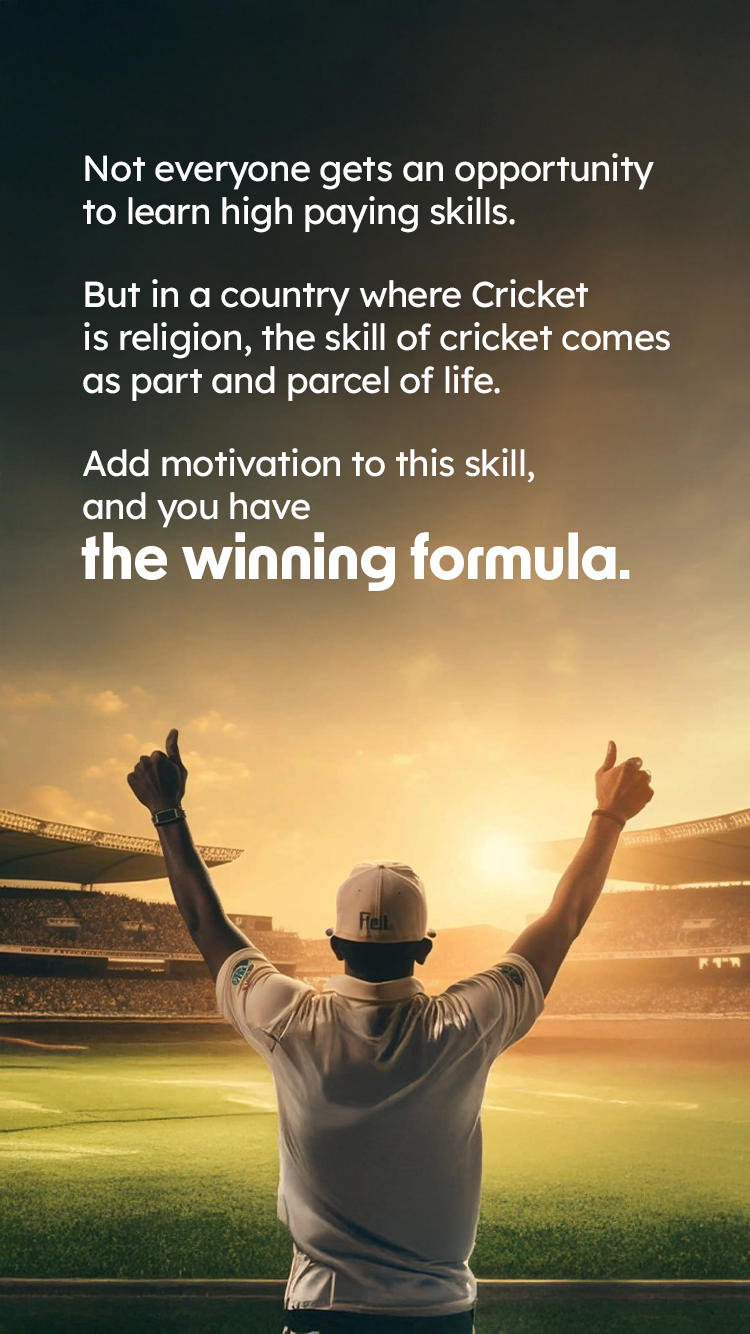 Not everyone gets an opportunity
to learn high paying skills.
But in a country where Cricket
is religion, the skill of cricket comes
as part and parcel of life.
Add motivation to this skill,
and you have
the winning formula.